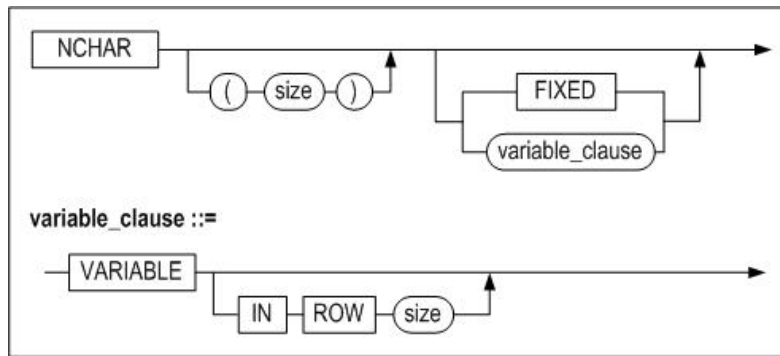 NCHAR
( size )
FIXED
variable_clause
variable_clause ::=
VARIABLE
IN ROW size